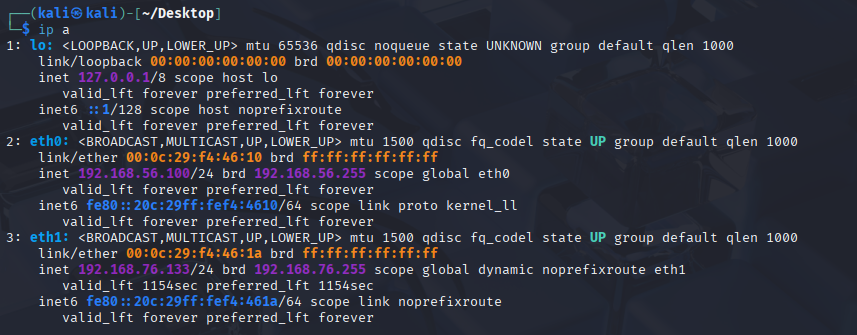 ┌──(kali㉿kali)-[~/Desktop]
└─$ ip a
1: lo: <LOOPBACK,UP,LOWER_UP> mtu 65536 qdisc noqueue state UNKNOWN group default qlen 1000
    link/loopback 00:00:00:00:00:00 brd 00:00:00:00:00:00
    inet 127.0.0.1/8 scope host lo
       valid_lft forever preferred_lft forever
    inet6 ::1/128 scope host noprefixroute
       valid_lft forever preferred_lft forever
2: eth0: <BROADCAST,MULTICAST,UP,LOWER_UP> mtu 1500 qdisc fq_codel state UP group default qlen 1000
    link/ether 00:0c:29:f4:46:10 brd ff:ff:ff:ff:ff:ff
    inet 192.168.56.100/24 brd 192.168.56.255 scope global eth0
       valid_lft forever preferred_lft forever
    inet6 fe80::20c:29ff:fef4:4610/64 scope link proto kernel_ll
       valid_lft forever preferred_lft forever
3: eth1: <BROADCAST,MULTICAST,UP,LOWER_UP> mtu 1500 qdisc fq_codel state UP group default qlen 1000
    link/ether 00:0c:29:f4:46:1a brd ff:ff:ff:ff:ff:ff
    inet 192.168.76.133/24 brd 192.168.76.255 scope global dynamic noprefixroute eth1
       valid_lft 1154sec preferred_lft 1154sec
    inet6 fe80::20c:29ff:fef4:461a/64 scope link noprefixroute
       valid_lft forever preferred_lft forever